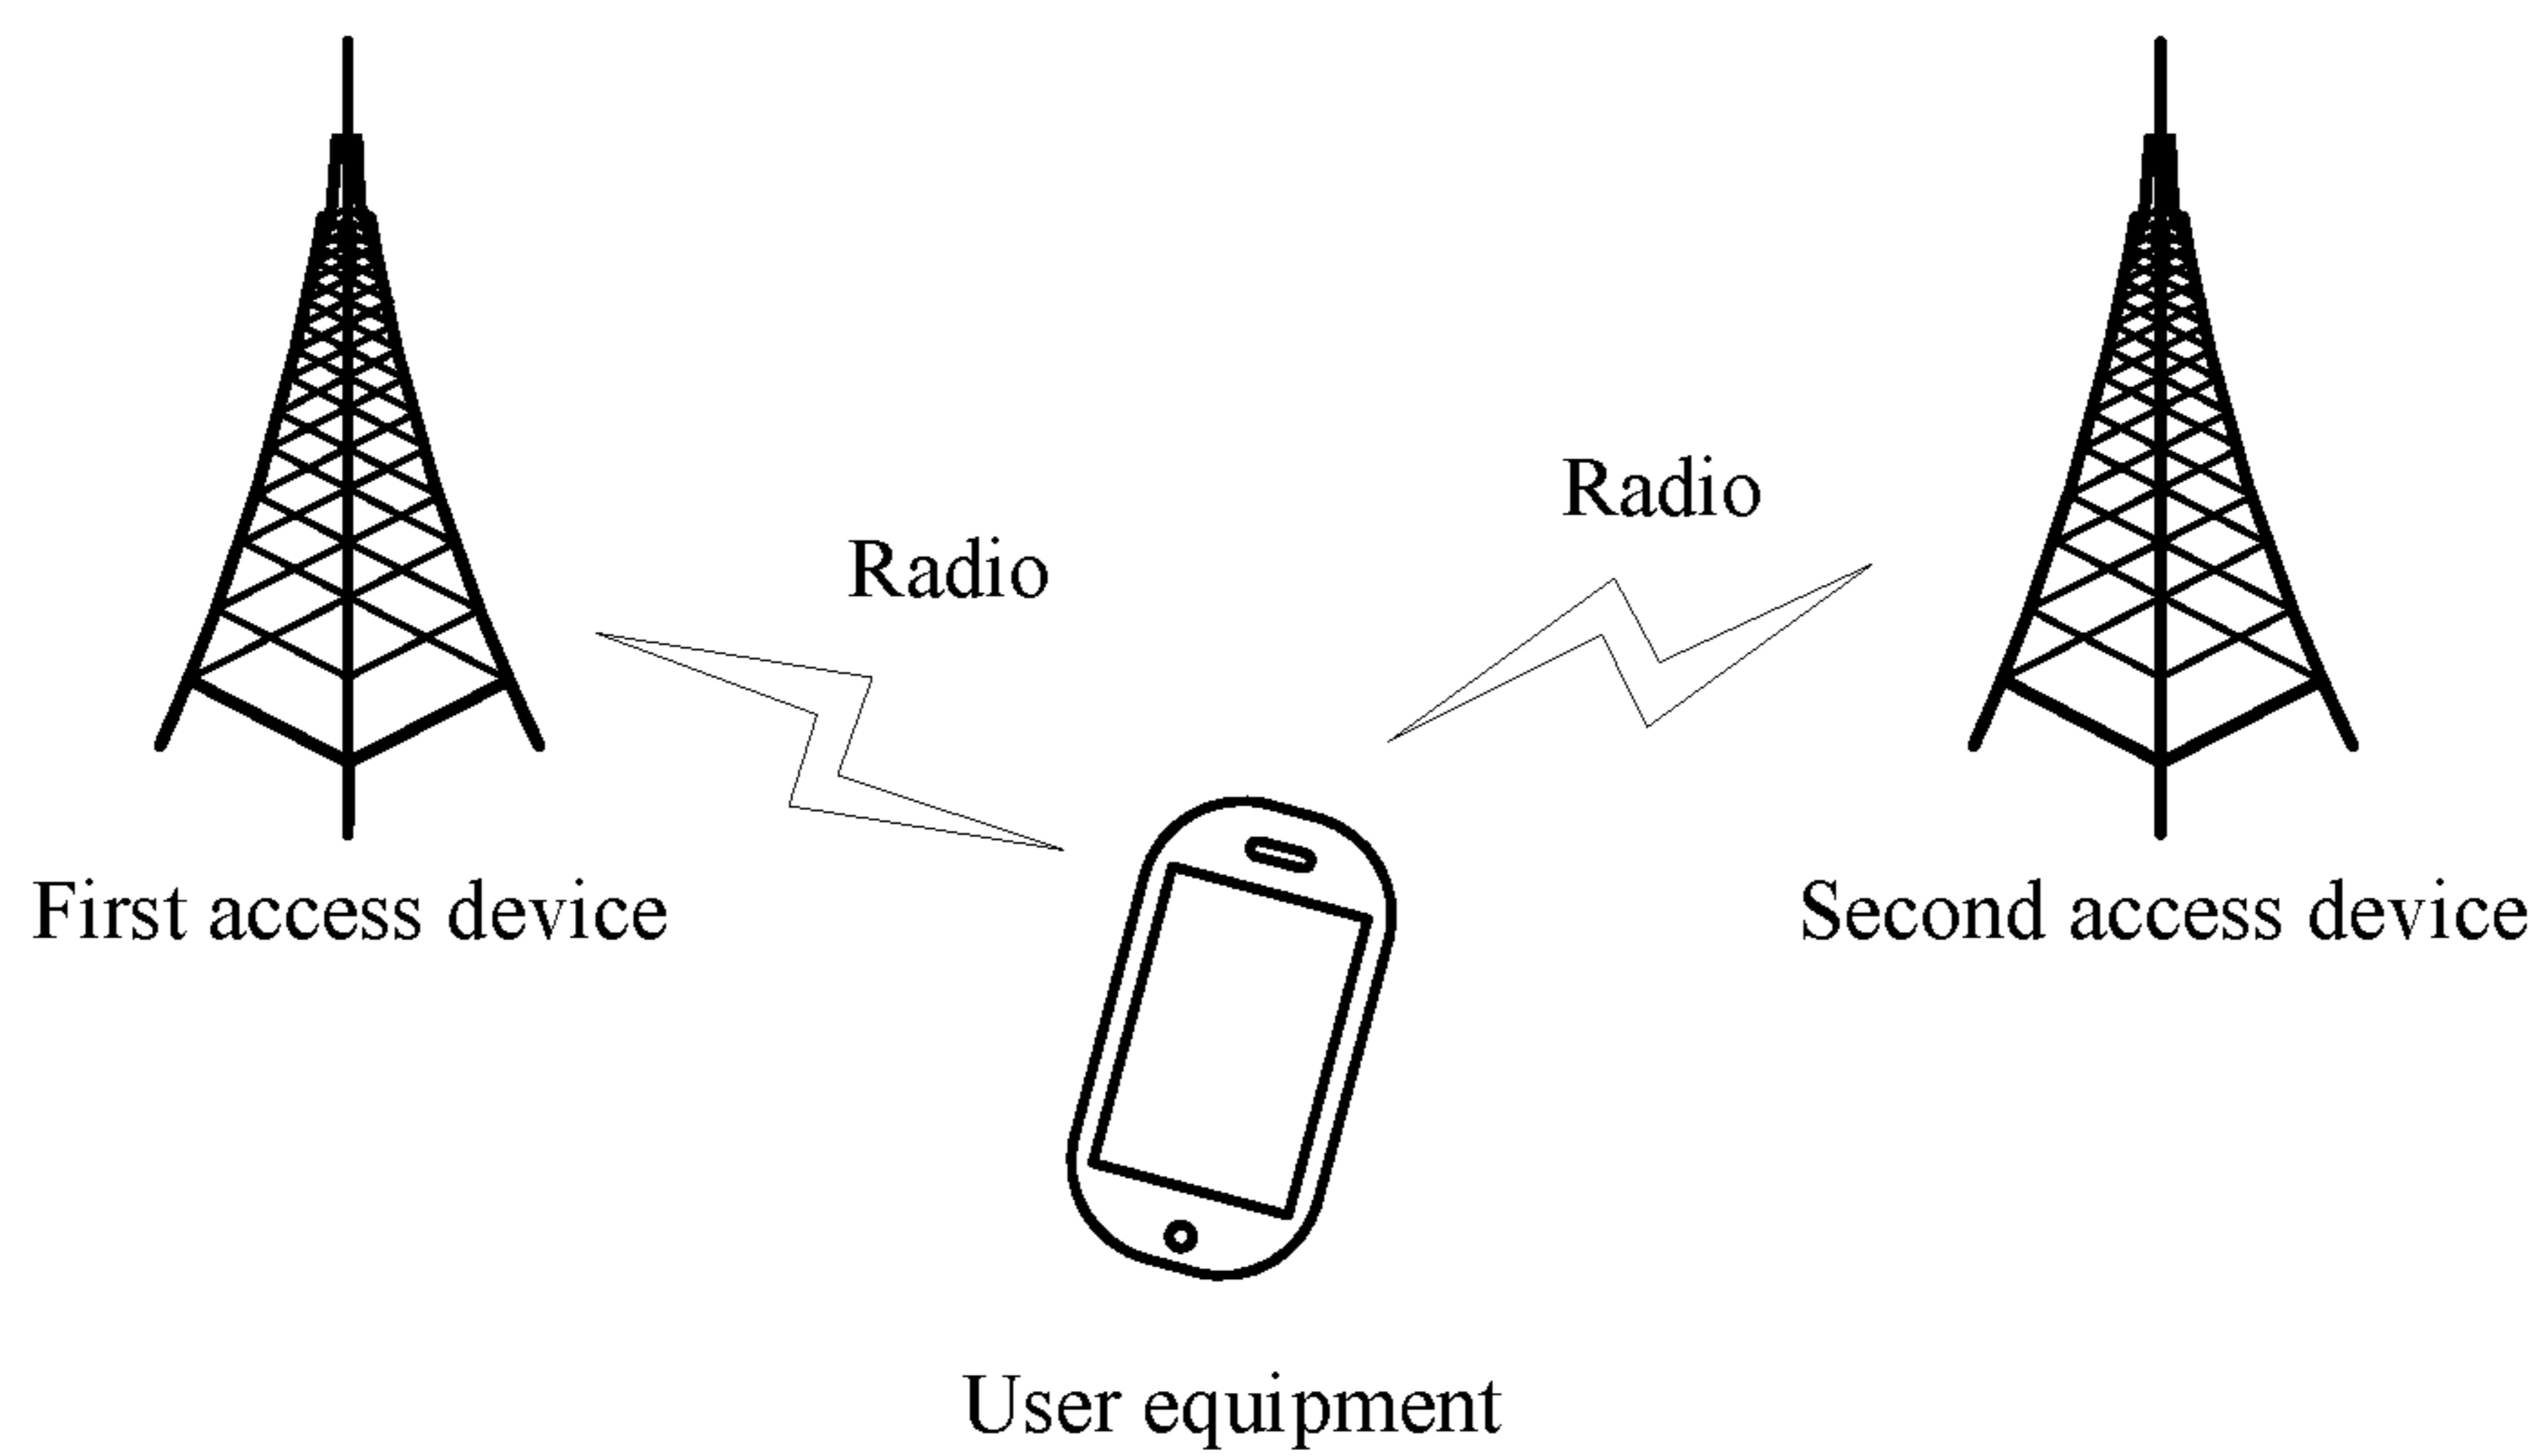 Radio
Radio
First access device
Second access device
User equipment